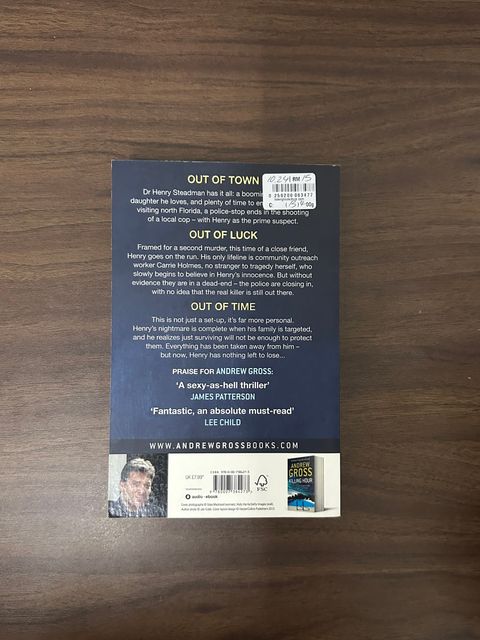 OUT OF TOWN
Dr Henry Steadman has it all: a
daughter he loves, and plenty of time to
visiting north Florida, a police-stop ends in the shooting
of a local cop – with Henry as the prime suspect.
RM 15
OUT OF LUCK
Framed for a second murder, this time of a close friend,
Henry goes on the run. His only lifeline is community outreach
worker Carrie Holmes, no stranger to tragedy herself, who
slowly begins to believe in Henry's innocence. But without
evidence they are in a dead-end – the police are closing in,
with no idea that the real killer is still out there.
OUT OF TIME
This is not just a set-up, it's far more personal.
Henry's nightmare is complete when his family is targeted,
and he realizes just surviving will not be enough to protect
them. Everything has been taken away from him –
but now, Henry has nothing left to lose...
PRAISE FOR ANDREW GROSS:
'A sexy-as-hell thriller'
JAMES PATTERSON
'Fantastic, an absolute must-read'
LEE CHILD
WWW.ANDREWGROSSBOOKS.COM
UK £7.99
audio · ebook
FSC
ANDREW
GROSS
KILLING HOUR